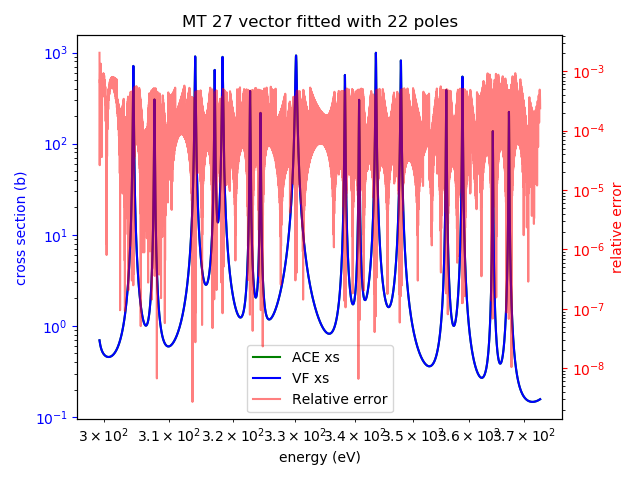 MT 27 vector fitted with 22 poles
10³
10²
10¹
10⁰
10⁻¹
cross section (b)
10⁻³
10⁻⁴
10⁻⁵
10⁻⁶
10⁻⁷
10⁻⁸
relative error
ACE xs
VF xs
Relative error
3 × 10² 3.1 × 10² 3.2 × 10² 3.3 × 10² 3.4 × 10² 3.5 × 10² 3.6 × 10² 3.7 × 10²
energy (eV)